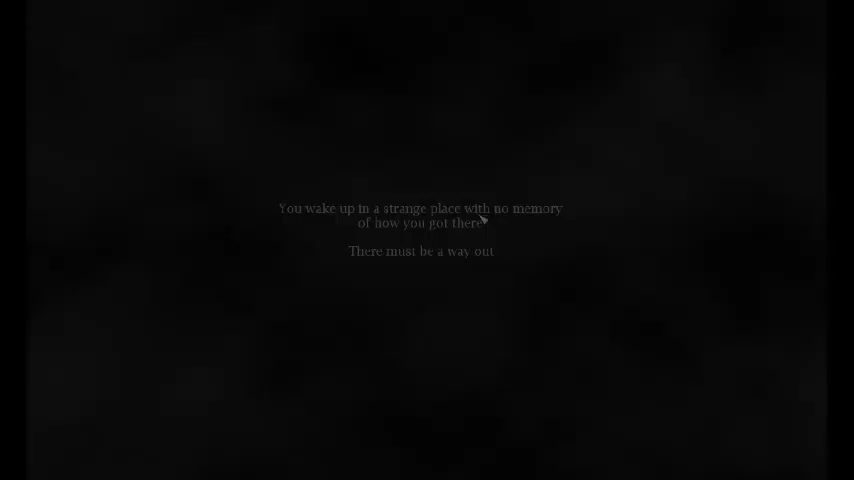 You wake up in a strange place with no memory
of how you got there
There must be a way out